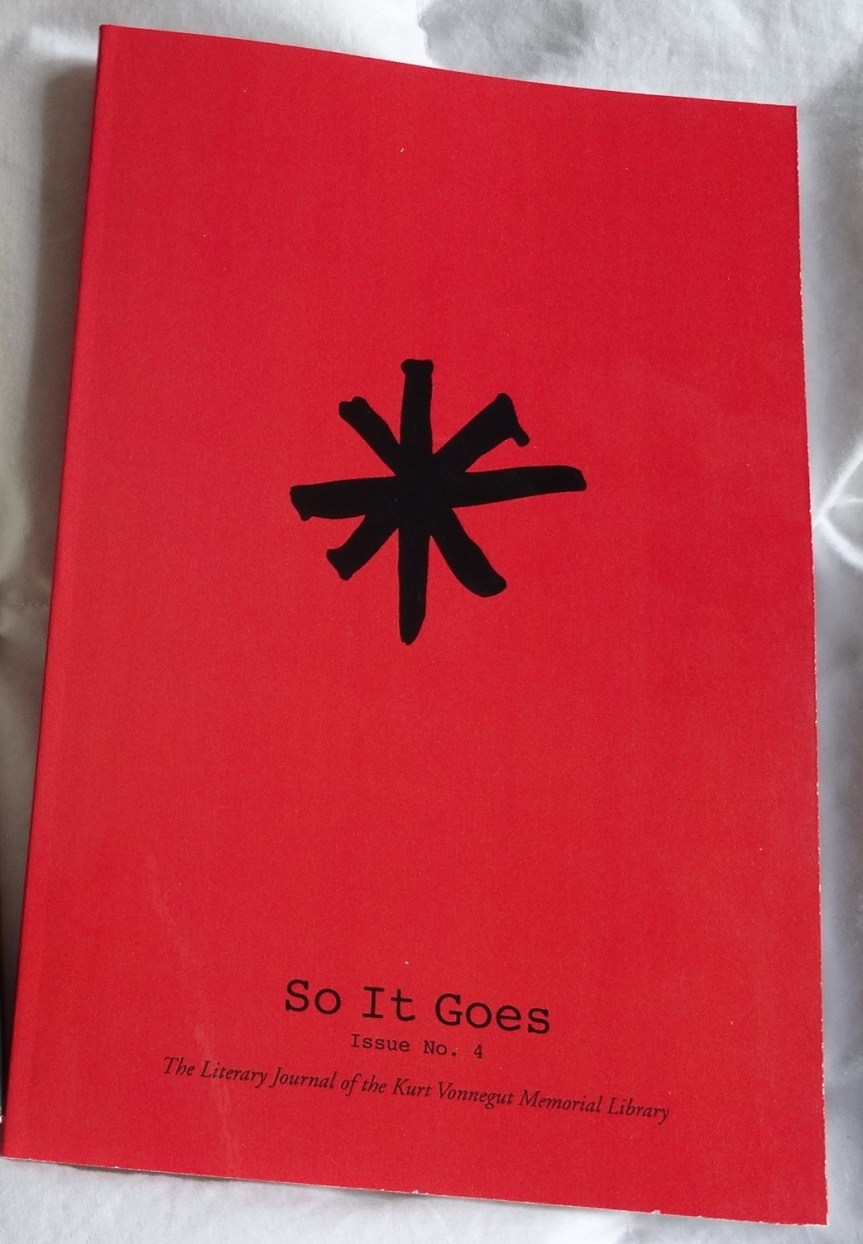 So It Goes
Issue No. 4
The Literary Journal of the Kurt Vonnegut Memorial Library